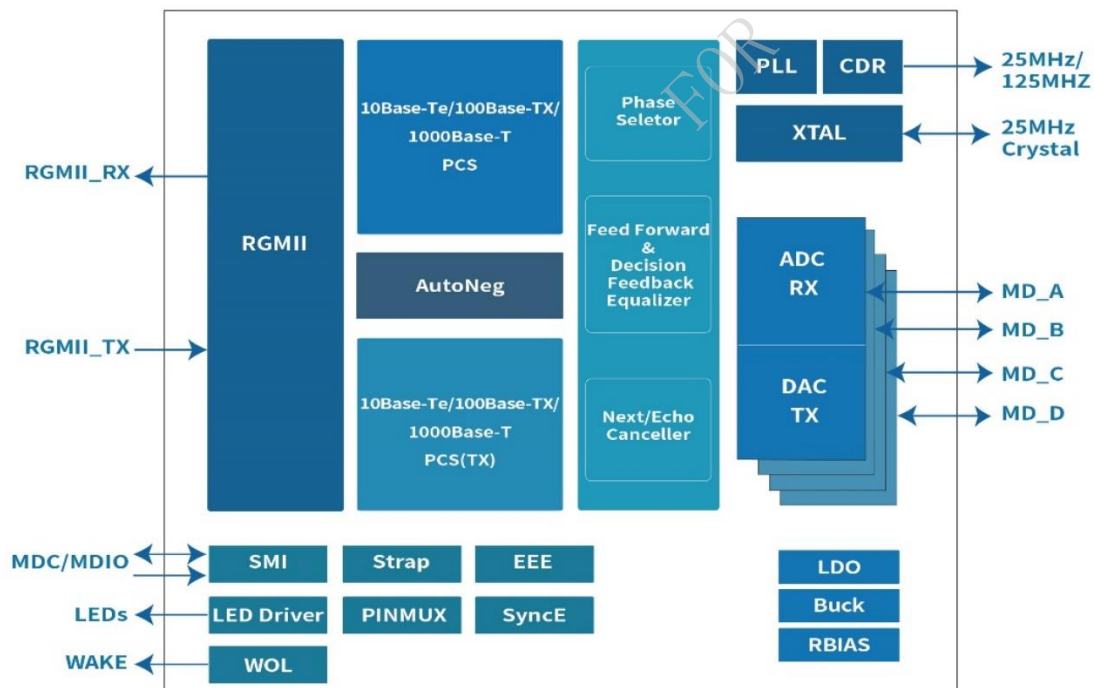 FOR
PLL
CDR
25MHz/
125MHZ
XTAL
25MHz
Crystal
RGMII_RX
RGMII_TX
RGMII
10Base-Te/100Base-TX/
1000Base-T
PCS
AutoNeg
10Base-Te/100Base-TX/
1000Base-T
PCS(TX)
Phase
Seletor
Feed Forward
&
Decision
Feedback
Equalizer
Next/Echo
Canceller
ADC
RX
DAC
TX
MD_A
MD_B
MD_C
MD_D
MDC/MDIO
SMI
Strap
EEE
LEDs
LED Driver
PINMUX
SyncE
WAKE
WOL
LDO
Buck
RBIAS